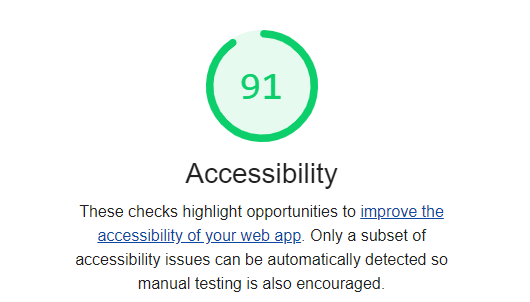 91
Accessibility
These checks highlight opportunities to improve the
accessibility of your web app. Only a subset of
accessibility issues can be automatically detected so
manual testing is also encouraged.